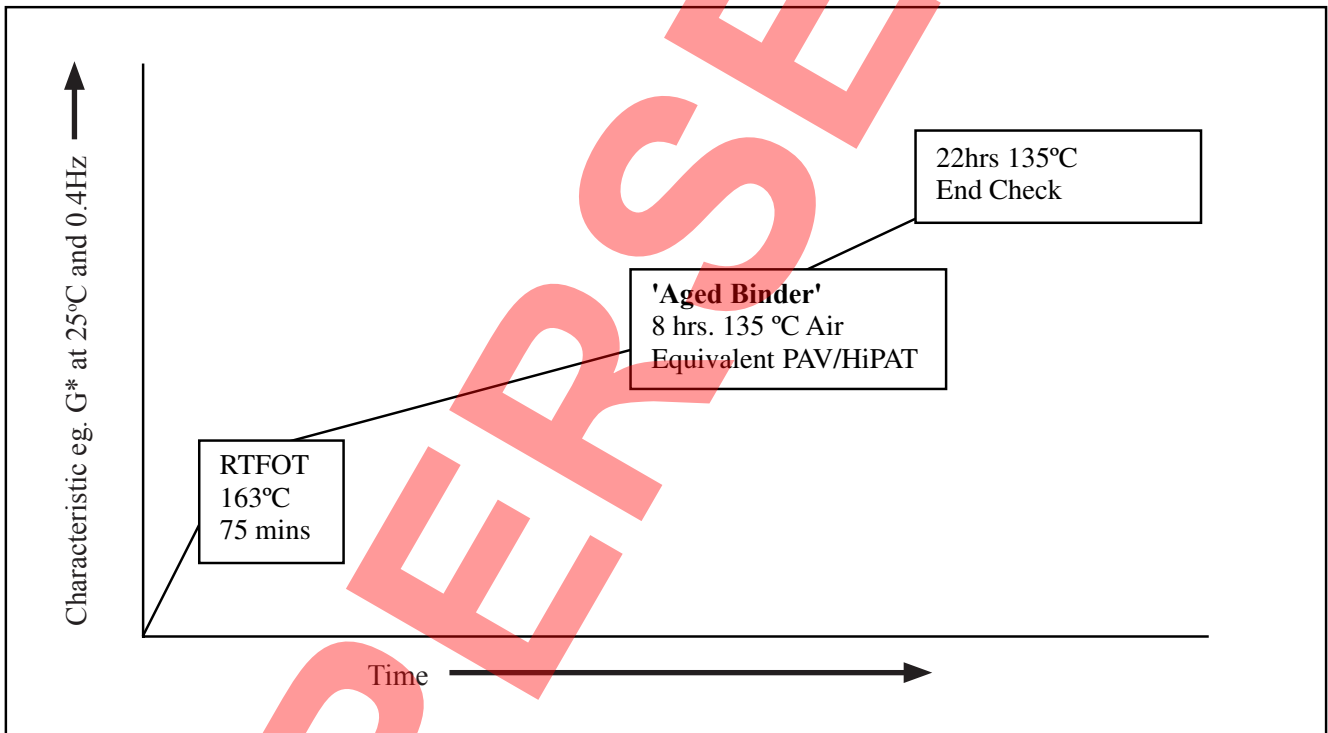 Characteristic eg. G* at 25ºC and 0.4Hz
22hrs 135ºC
End Check
'Aged Binder'
8 hrs. 135 ºC Air
Equivalent PAV/HiPAT
RTFOT
163ºC
75 mins
Time
PERSE